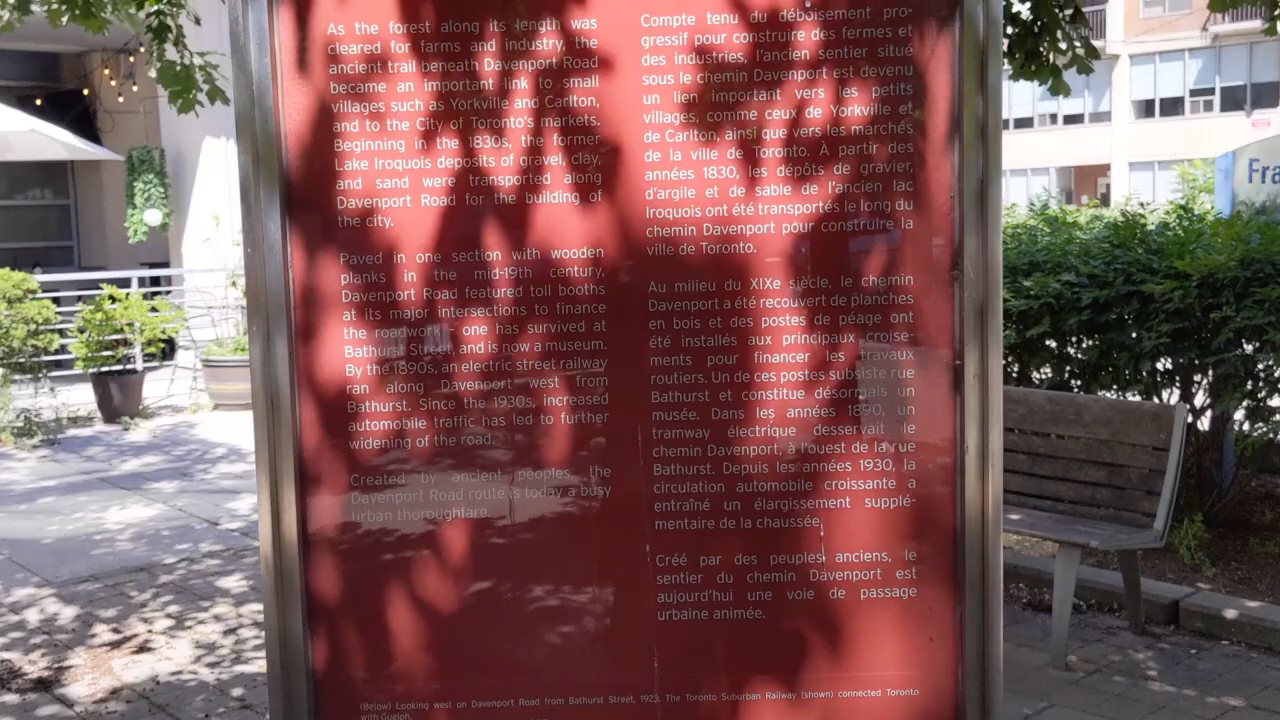 As the forest along its length was
cleared for farms and industry, the
ancient trail beneath Davenport Road
became an important link to small
villages such as Yorkville and Carlton,
and to the City of Toronto's markets.
Beginning in the 1830s, the former
Lake Iroquois deposits of gravel, clay,
and sand were transported along
Davenport Road for the building of
the city.
Paved in one section with wooden
planks in the mid-19th century,
Davenport Road featured toll booths
at its major intersections to finance
the roadwork - one has survived at
Bathurst Street, and is now a museum.
By the 1890s, an electric street railway
ran along Davenport west from
Bathurst. Since the 1930s, increased
automobile traffic has led to further
widening of the road.
Created by ancient peoples, the
Davenport Road route is today a busy
urban thoroughfare.
Compte tenu du déboisement pro-
gressif pour construire des fermes et
des industries, l'ancien sentier situé
sous le chemin Davenport est devenu
un lien important vers les petits
villages, comme ceux de Yorkville et
de Carlton, ainsi que vers les marchés
de la ville de Toronto. À partir des
années 1830, les dépôts de gravier,
d'argile et de sable de l'ancien lac
Iroquois ont été transportés le long du
chemin Davenport pour construire la
ville de Toronto.
Au milieu du XIXe siècle, le chemin
Davenport a été recouvert de planches
en bois et des postes de péage ont
été installés aux principaux croise-
ments pour financer les travaux
routiers. Un de ces postes subsiste rue
Bathurst et constitue désormais un
musée. Dans les années 1890, un
tramway électrique desservait le
chemin Davenport, à l'ouest de la rue
Bathurst. Depuis les années 1930, la
circulation automobile croissante a
entraîné un élargissement supplé-
mentaire de la chaussée.
Créé par des peuples anciens, le
sentier du chemin Davenport est
aujourd'hui une voie de passage
urbaine animée.
(Below) Looking west on Davenport Road from Bathurst Street, 1923. The Toronto Suburban Railway (shown) connected Toronto
with Guelph.
Fra